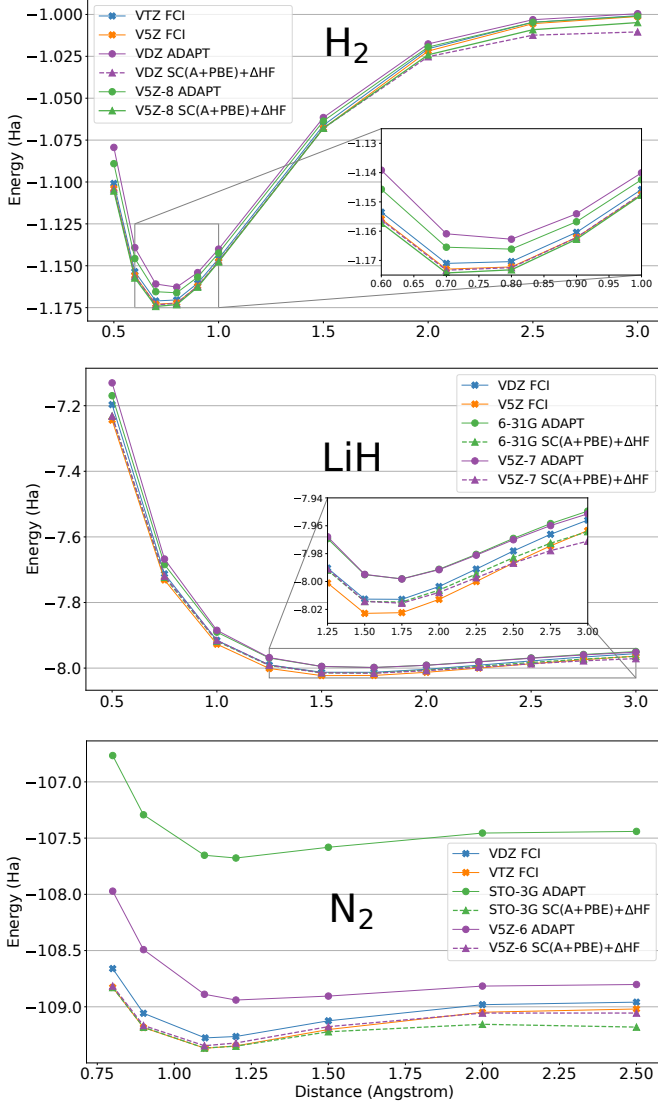 H2
VTZ FCI
V5Z FCI
VDZ ADAPT
VDZ SC(A+PBE)+ΔHF
V5Z-8 ADAPT
V5Z-8 SC(A+PBE)+ΔHF
Energy (Ha)
−1.000
−1.025
−1.050
−1.075
−1.100
−1.125
−1.150
−1.175
0.5
1.0
1.5
2.0
2.5
3.0
−1.13
−1.14
−1.15
−1.16
−1.17
0.60 0.65 0.70 0.75 0.80 0.85 0.90 0.95 1.00
LiH
VDZ FCI
V5Z FCI
6-31G ADAPT
6-31G SC(A+PBE)+ΔHF
V5Z-7 ADAPT
V5Z-7 SC(A+PBE)+ΔHF
Energy (Ha)
−7.2
−7.4
−7.6
−7.8
−8.0
0.5
1.0
1.5
2.0
2.5
3.0
−7.94
−7.96
−7.98
−8.00
−8.02
1.25 1.50 1.75 2.00 2.25 2.50 2.75 3.00
N2
VDZ FCI
VTZ FCI
STO-3G ADAPT
STO-3G SC(A+PBE)+ΔHF
V5Z-6 ADAPT
V5Z-6 SC(A+PBE)+ΔHF
Energy (Ha)
−107.0
−107.5
−108.0
−108.5
−109.0
0.75 1.00 1.25 1.50 1.75 2.00 2.25 2.50
Distance (Angstrom)